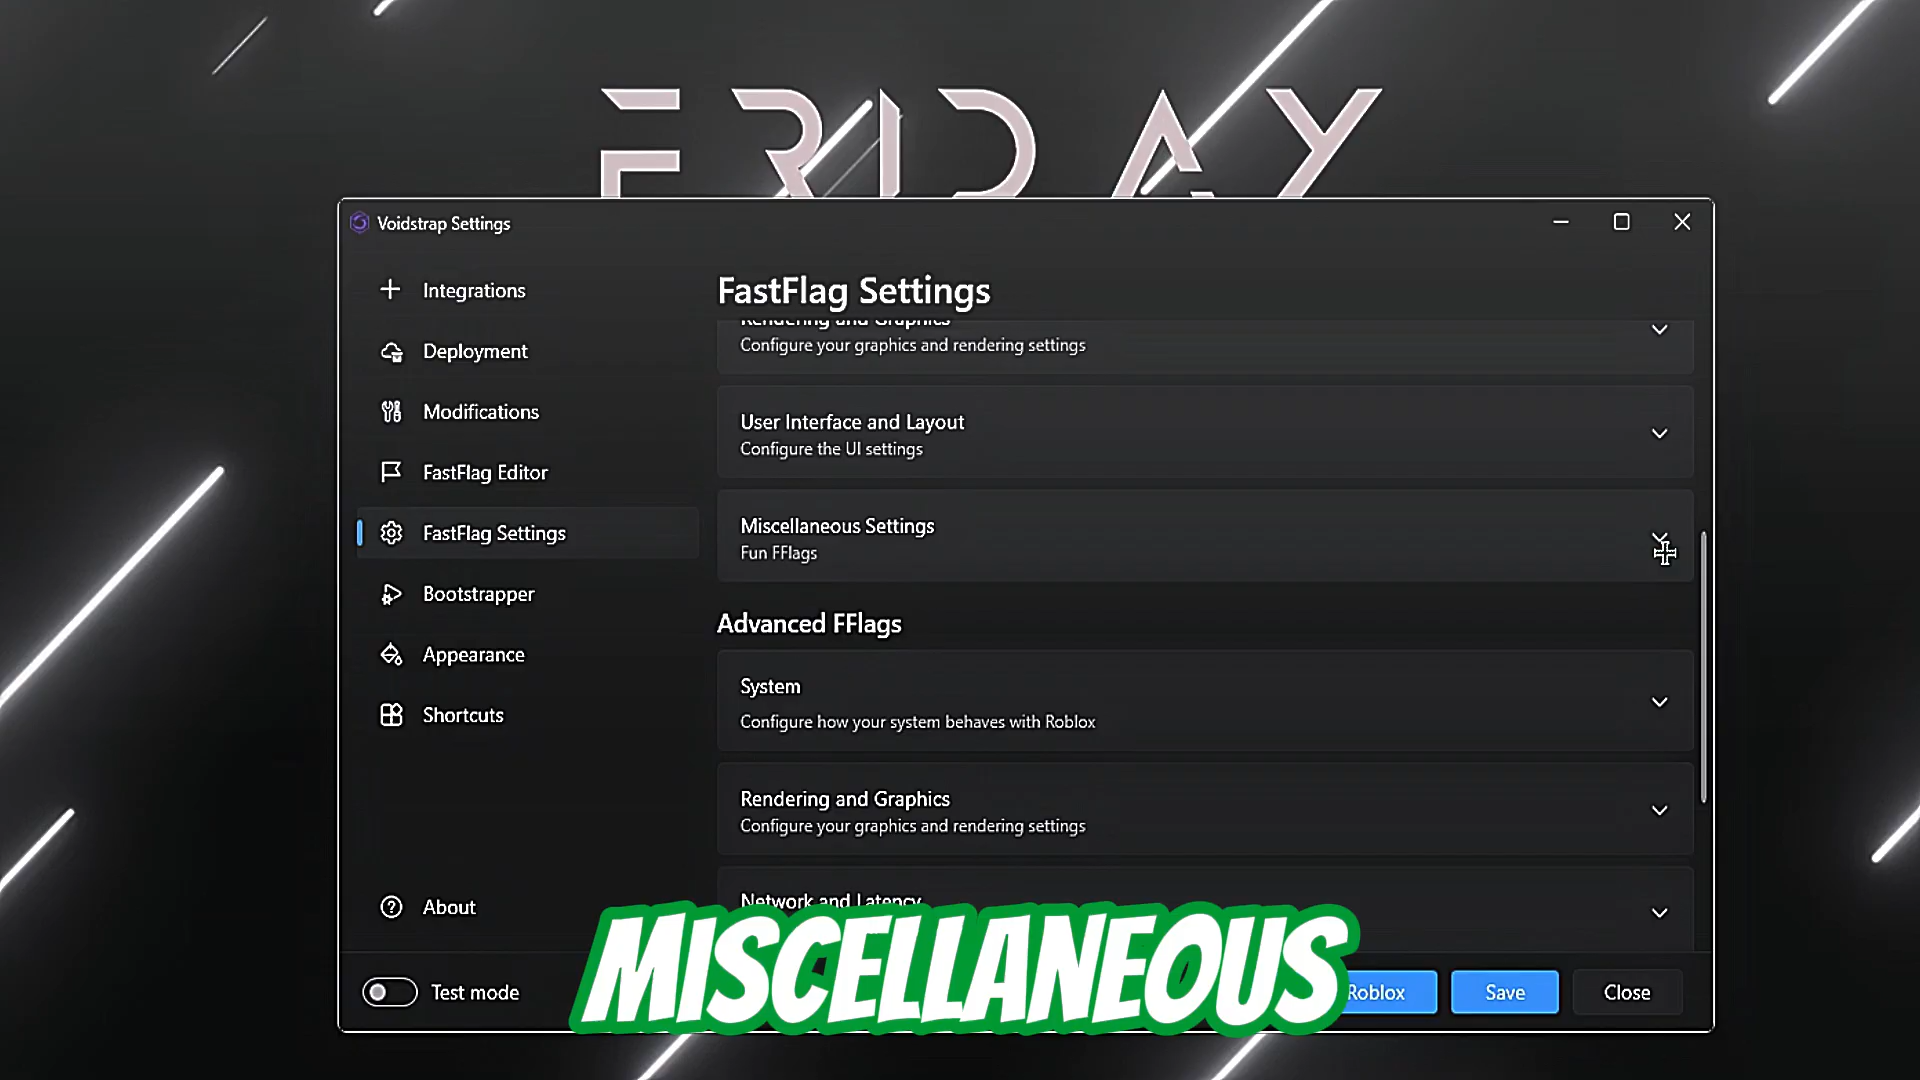 FRIDAY
Voidstrap Settings
Integrations
Deployment
Modifications
FastFlag Editor
FastFlag Settings
Bootstrapper
Appearance
Shortcuts
About
Test mode
FastFlag Settings
Rendering and Graphics
Configure your graphics and rendering settings
User Interface and Layout
Configure the UI settings
Miscellaneous Settings
Fun FFlags
Advanced FFlags
System
Configure how your system behaves with Roblox
Rendering and Graphics
Configure your graphics and rendering settings
Network and Latency
MISCELLANEOUS
Roblox
Save
Close